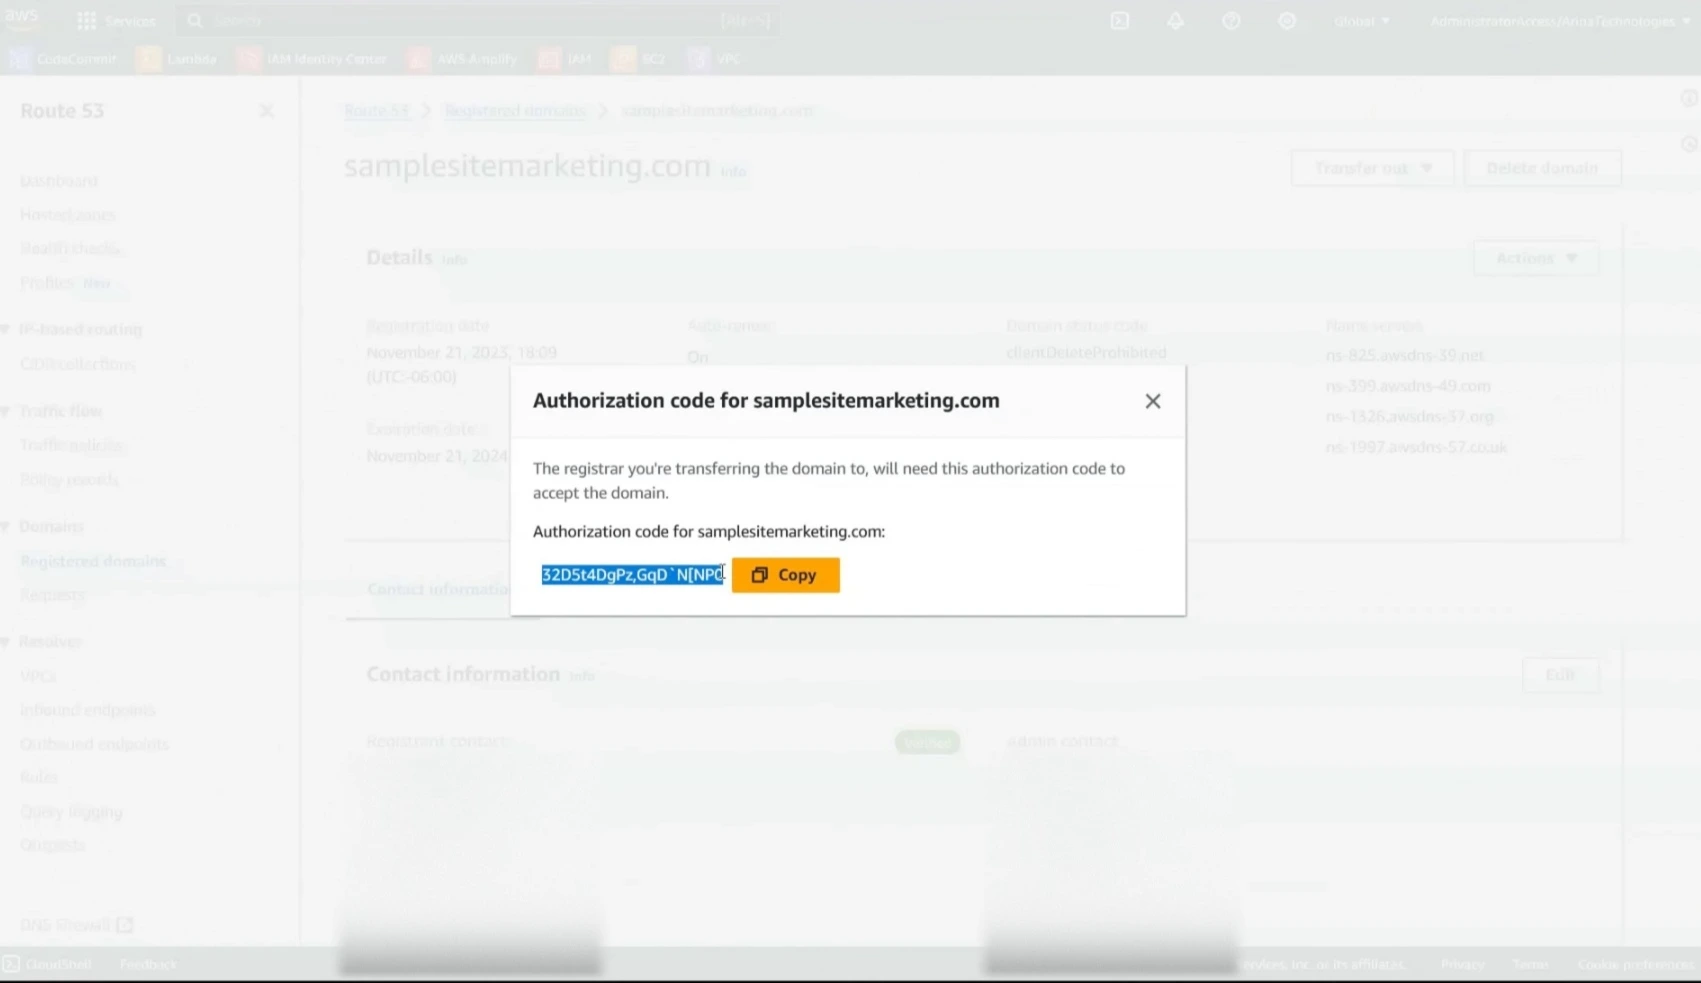 aws
Services
Search
[Alt+S]
Global
AdministratorAccess/ArinaTechnologies
CodeCommit
Lambda
IAM Identity Center
AWS Amplify
IAM
EC2
VPC
Route 53
Dashboard
Hosted zones
Health checks
Profiles New
IP-based routing
CIDR collections
Traffic flow
Traffic policies
Policy records
Domains
Registered domains
Requests
Resolver
VPCs
Inbound endpoints
Outbound endpoints
Rules
Query logging
Outposts
DNS Firewall
Route 53
Registered domains
samplesitemarketing.com
samplesitemarketing.com Info
Transfer out
Delete domain
Details Info
Actions
Registration date
November 21, 2023, 18:09
(UTC-06:00)
Expiration date
November 21, 2024
Auto-renew
On
Domain status code
clientDeleteProhibited
Name servers
ns-825.awsdns-39.net
ns-399.awsdns-49.com
ns-1326.awsdns-37.org
ns-1997.awsdns-57.co.uk
Authorization code for samplesitemarketing.com
The registrar you're transferring the domain to, will need this authorization code to
accept the domain.
Authorization code for samplesitemarketing.com:
Copy
Contact informatio
Contact information Info
Edit
Registrant contact
Admin contact
CloudShell
Feedback
ervices, Inc. or its affiliates.
Privacy
Terms
Cookie preferences